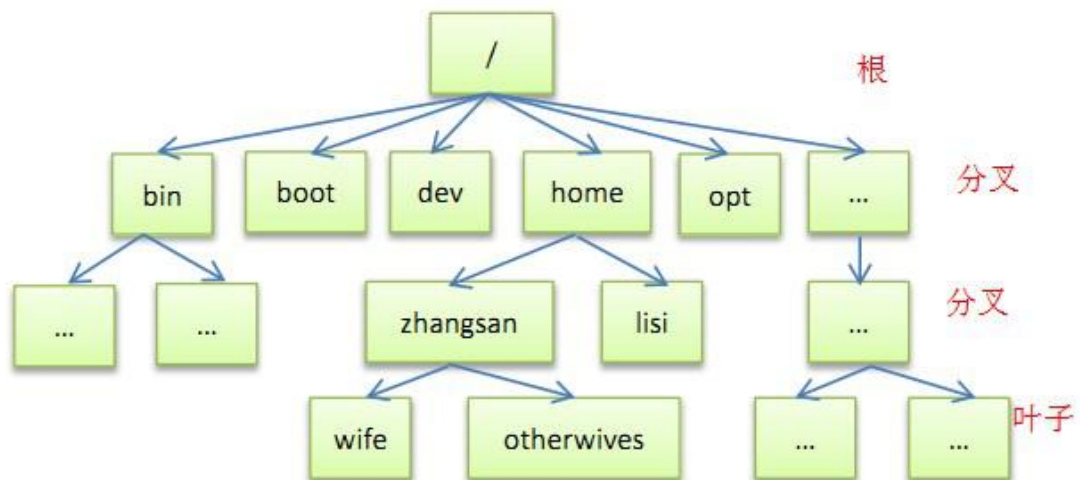 /
根
bin boot dev home opt ...
分叉
... ... zhangsan lisi ...
分叉
wife otherwives ... ...
叶子